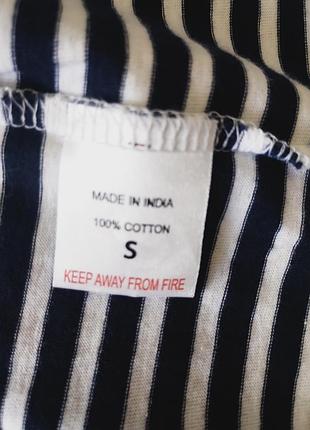 MADE IN INDIA
100% COTTON
S
KEEP AWAY FROM FIRE